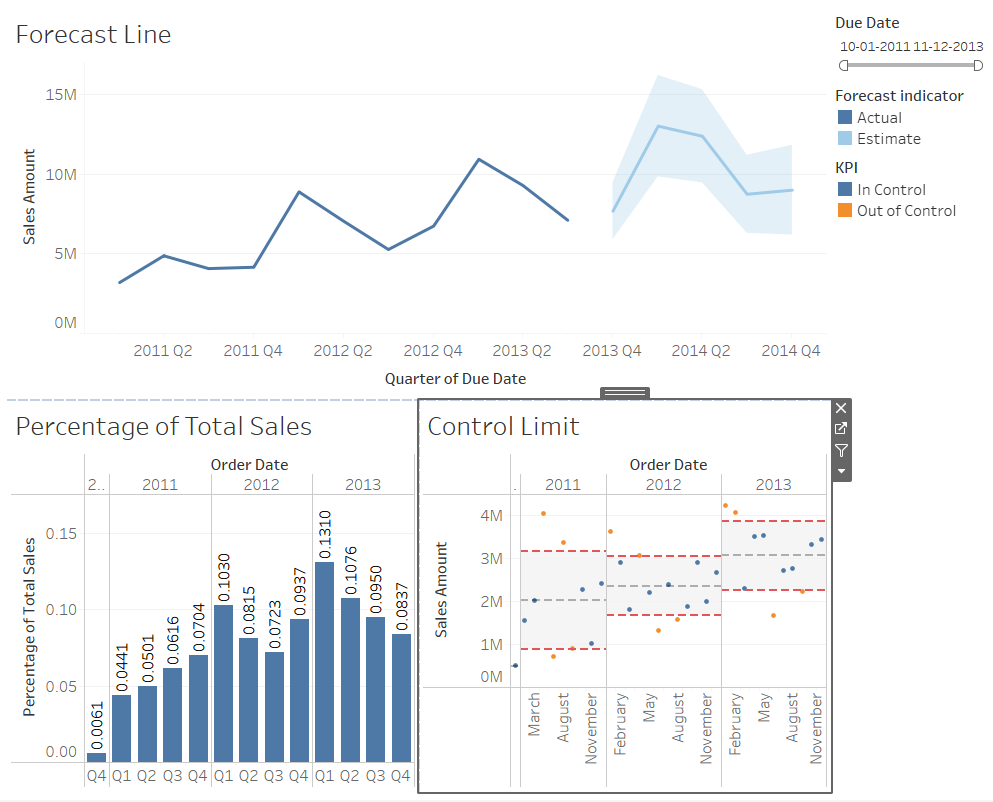 Forecast Line
15M
10M
5M
0M
Sales Amount
2011 Q2 2011 Q4 2012 Q2 2012 Q4 2013 Q2 2013 Q4 2014 Q2 2014 Q4
Quarter of Due Date
Due Date
10-01-2011 11-12-2013
Forecast indicator
Actual
Estimate
KPI
In Control
Out of Control
Percentage of Total Sales
Order Date
2.. 2011 2012 2013
0.15
0.10
0.05
0.00
Percentage of Total Sales
0.0061 0.0441 0.0501 0.0616 0.0704 0.1030 0.0815 0.0723 0.0937 0.1310 0.1076 0.0950 0.0837
Q4 Q1 Q2 Q3 Q4 Q1 Q2 Q3 Q4 Q1 Q2 Q3 Q4
Control Limit
Order Date
. 2011 2012 2013
4M
3M
2M
1M
0M
Sales Amount
March August November February May August November February May August November